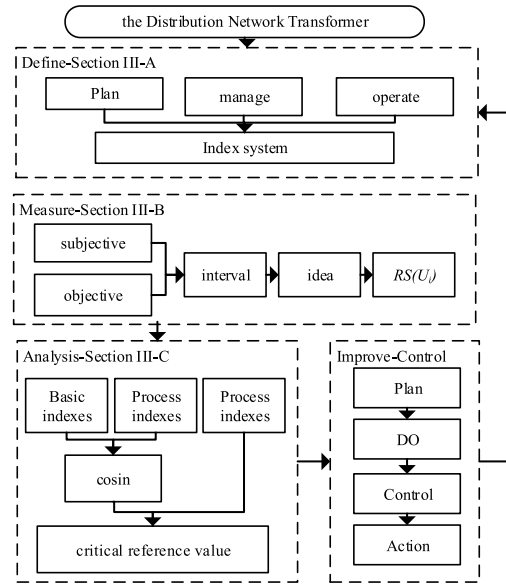 the Distribution Network Transformer
Define-Section III-A
Plan
manage
operate
Index system
Measure-Section III-B
subjective
objective
interval
idea
RS(Uᵢ)
Analysis-Section III-C
Basic
indexes
Process
indexes
Process
indexes
cosin
critical reference value
Improve-Control
Plan
DO
Control
Action